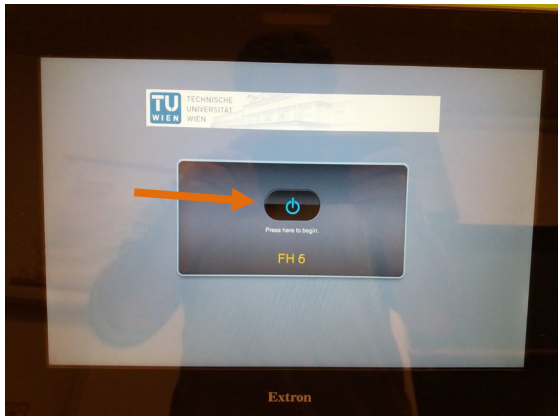 TU
WIEN
TECHNISCHE
UNIVERSITÄT
WIEN
Press here to begin.
FH 6
Extron